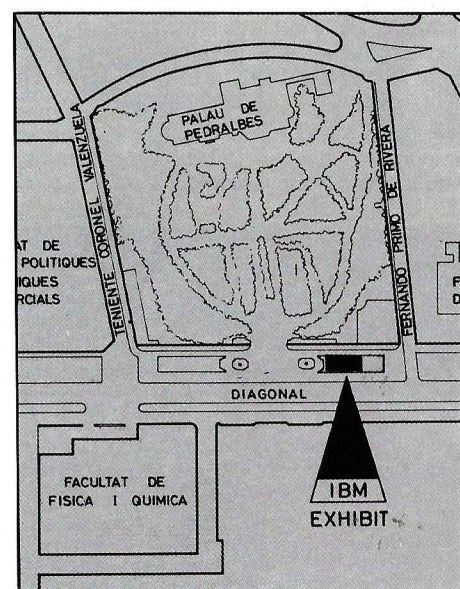 PALAU DE
PEDRALBES
TENIENTE CORONEL VALENZUELA
FERNANDO PRIMO DE RIVERA
AT DE
POLITIQUES
IQUES
RCIALS
F
D
DIAGONAL
FACULTAT DE
FISICA I QUIMICA
IBM
EXHIBIT